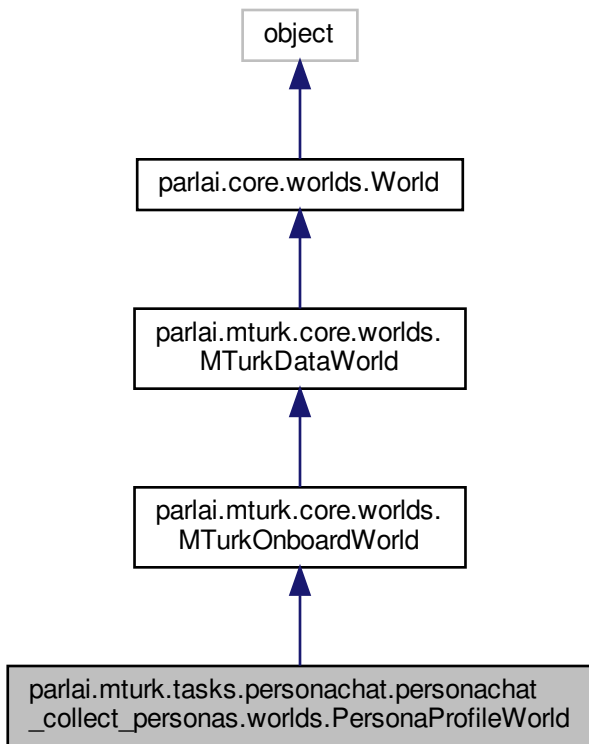 object
parlai.core.worlds.World
parlai.mturk.core.worlds.
MTurkDataWorld
parlai.mturk.core.worlds.
MTurkOnboardWorld
parlai.mturk.tasks.personachat.personachat
_collect_personas.worlds.PersonaProfileWorld